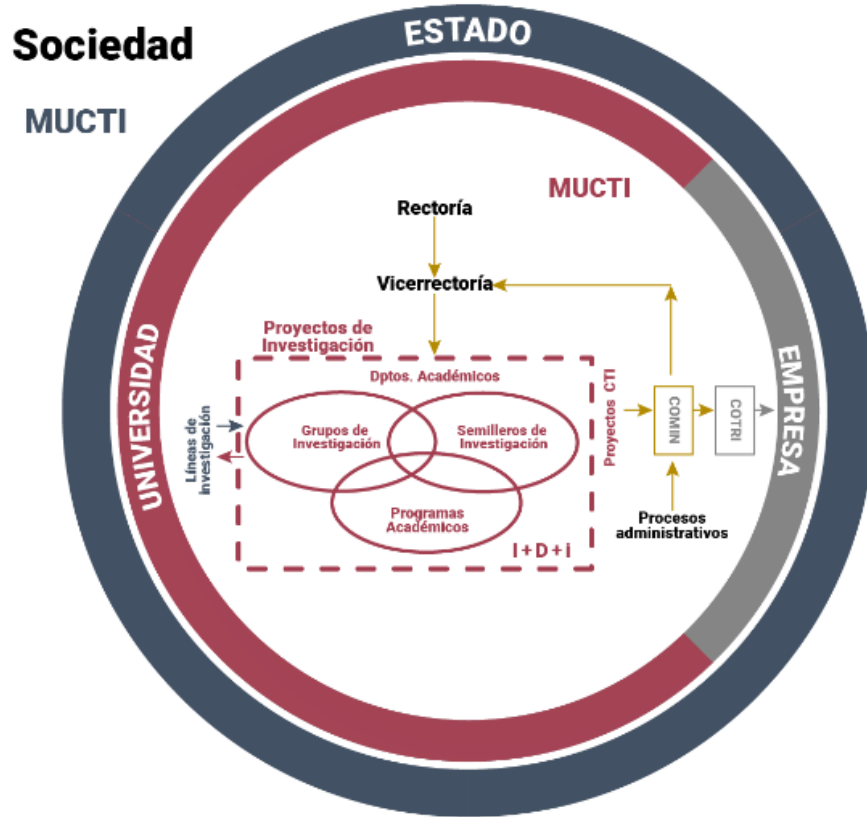 Sociedad
ESTADO
MUCTI
MUCTI
Rectoría
Vicerrectoría
UNIVERSIDAD
EMPRESA
Proyectos de
Investigación
Dptos. Académicos
Grupos de
Investigación
Semilleros de
Investigación
Programas
Académicos
I + D + i
Líneas de
investigación
Proyectos CTI
COMIN
COTRI
Procesos
administrativos